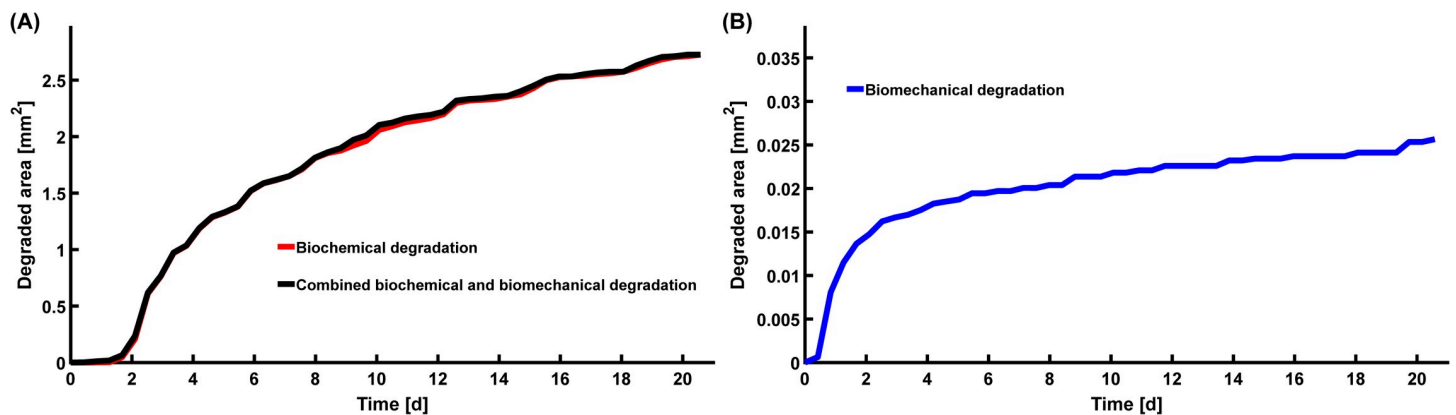 (A)
Degraded area [mm²]
2.5
2
1.5
1
0.5
0
Biochemical degradation
Combined biochemical and biomechanical degradation
0 2 4 6 8 10 12 14 16 18 20
Time [d]
(B)
Degraded area [mm²]
0.035
0.03
0.025
0.02
0.015
0.01
0.005
0
Biomechanical degradation
0 2 4 6 8 10 12 14 16 18 20
Time [d]